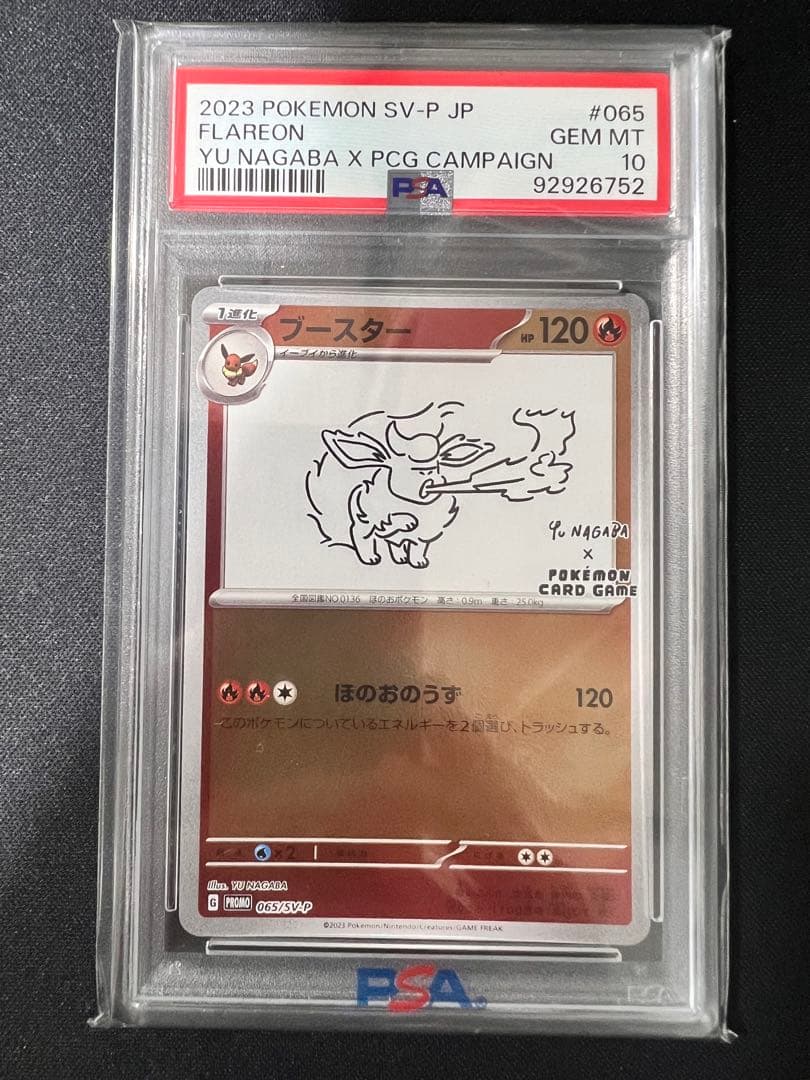 2023 POKEMON SV-P JP #065
FLAREON GEM MT
YU NAGABA X PCG CAMPAIGN 10
PSA 92926752
1進化 ブースター HP 120
イーブイから進化
Yu NAGABA
×
POKÉMON
CARD GAME
全国図鑑NO.0136 ほのおポケモン 高さ:0.9m 重さ:25.0kg
ほのおのうず 120
このポケモンについているエネルギーを2個選び、トラッシュする。
×2
Illus. YU NAGABA
G PROMO 065/SV-P
©2023 Pokémon/Nintendo/Creatures/GAME FREAK
PSA